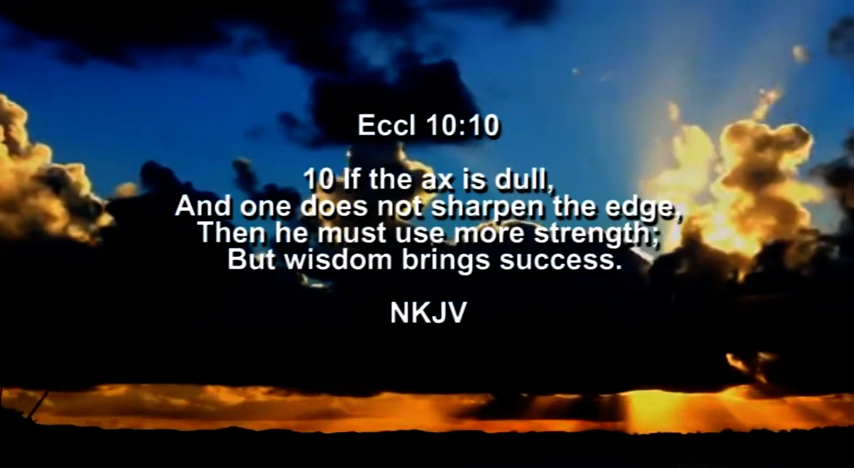 Eccl 10:10
10 If the ax is dull,
And one does not sharpen the edge,
Then he must use more strength;
But wisdom brings success.
NKJV